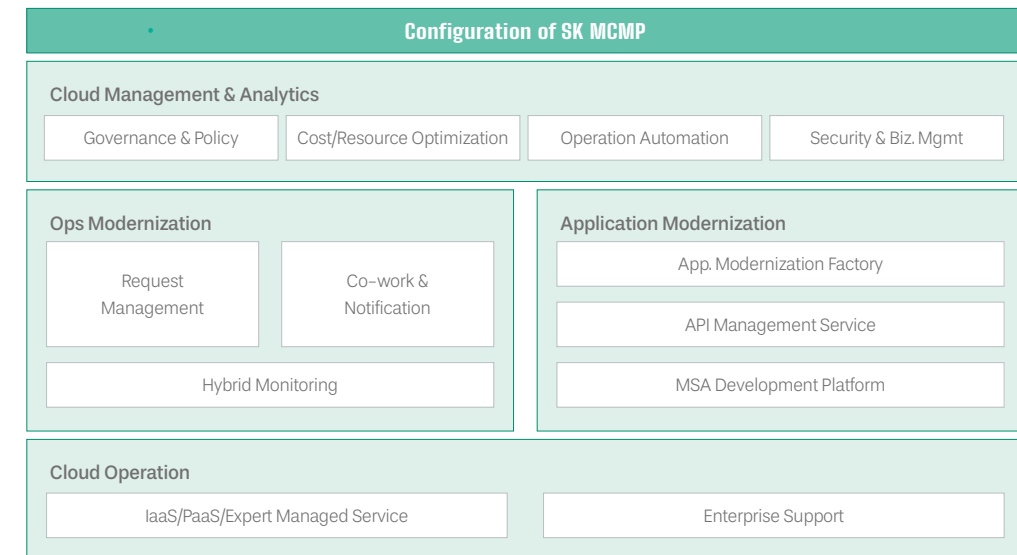 Configuration of SK MCMP
Cloud Management & Analytics
Governance & Policy
Cost/Resource Optimization
Operation Automation
Security & Biz. Mgmt
Ops Modernization
Request
Management
Co-work &
Notification
Hybrid Monitoring
Application Modernization
App. Modernization Factory
API Management Service
MSA Development Platform
Cloud Operation
IaaS/PaaS/Expert Managed Service
Enterprise Support